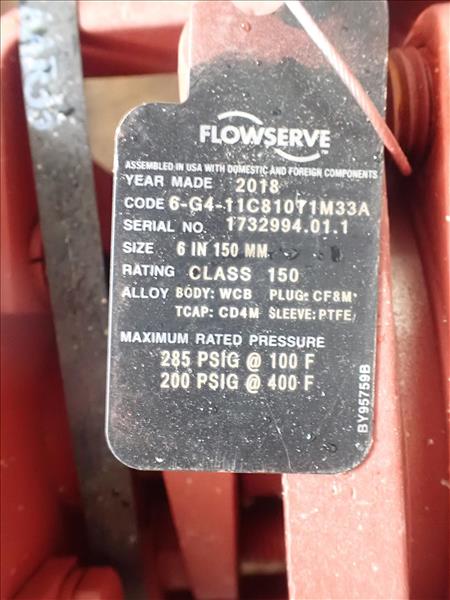 FLOWSERVE
ASSEMBLED IN USA WITH DOMESTIC AND FOREIGN COMPONENTS
YEAR MADE 2018
CODE 6-G4-11C81071M33A
SERIAL NO. 1732994.01.1
SIZE 6 IN 150 MM
RATING CLASS 150
ALLOY BODY: WCB PLUG: CF8M
TCAP: CD4M SLEEVE: PTFE
MAXIMUM RATED PRESSURE
285 PSIG @ 100 F
200 PSIG @ 400 F
BY95759B